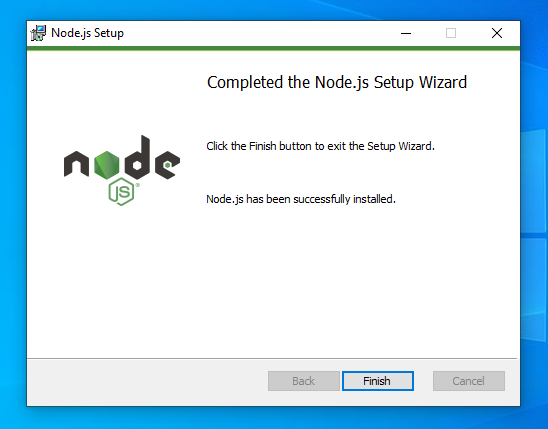 Node.js Setup
Completed the Node.js Setup Wizard
Click the Finish button to exit the Setup Wizard.
node
JS
Node.js has been successfully installed.
Back
Finish
Cancel